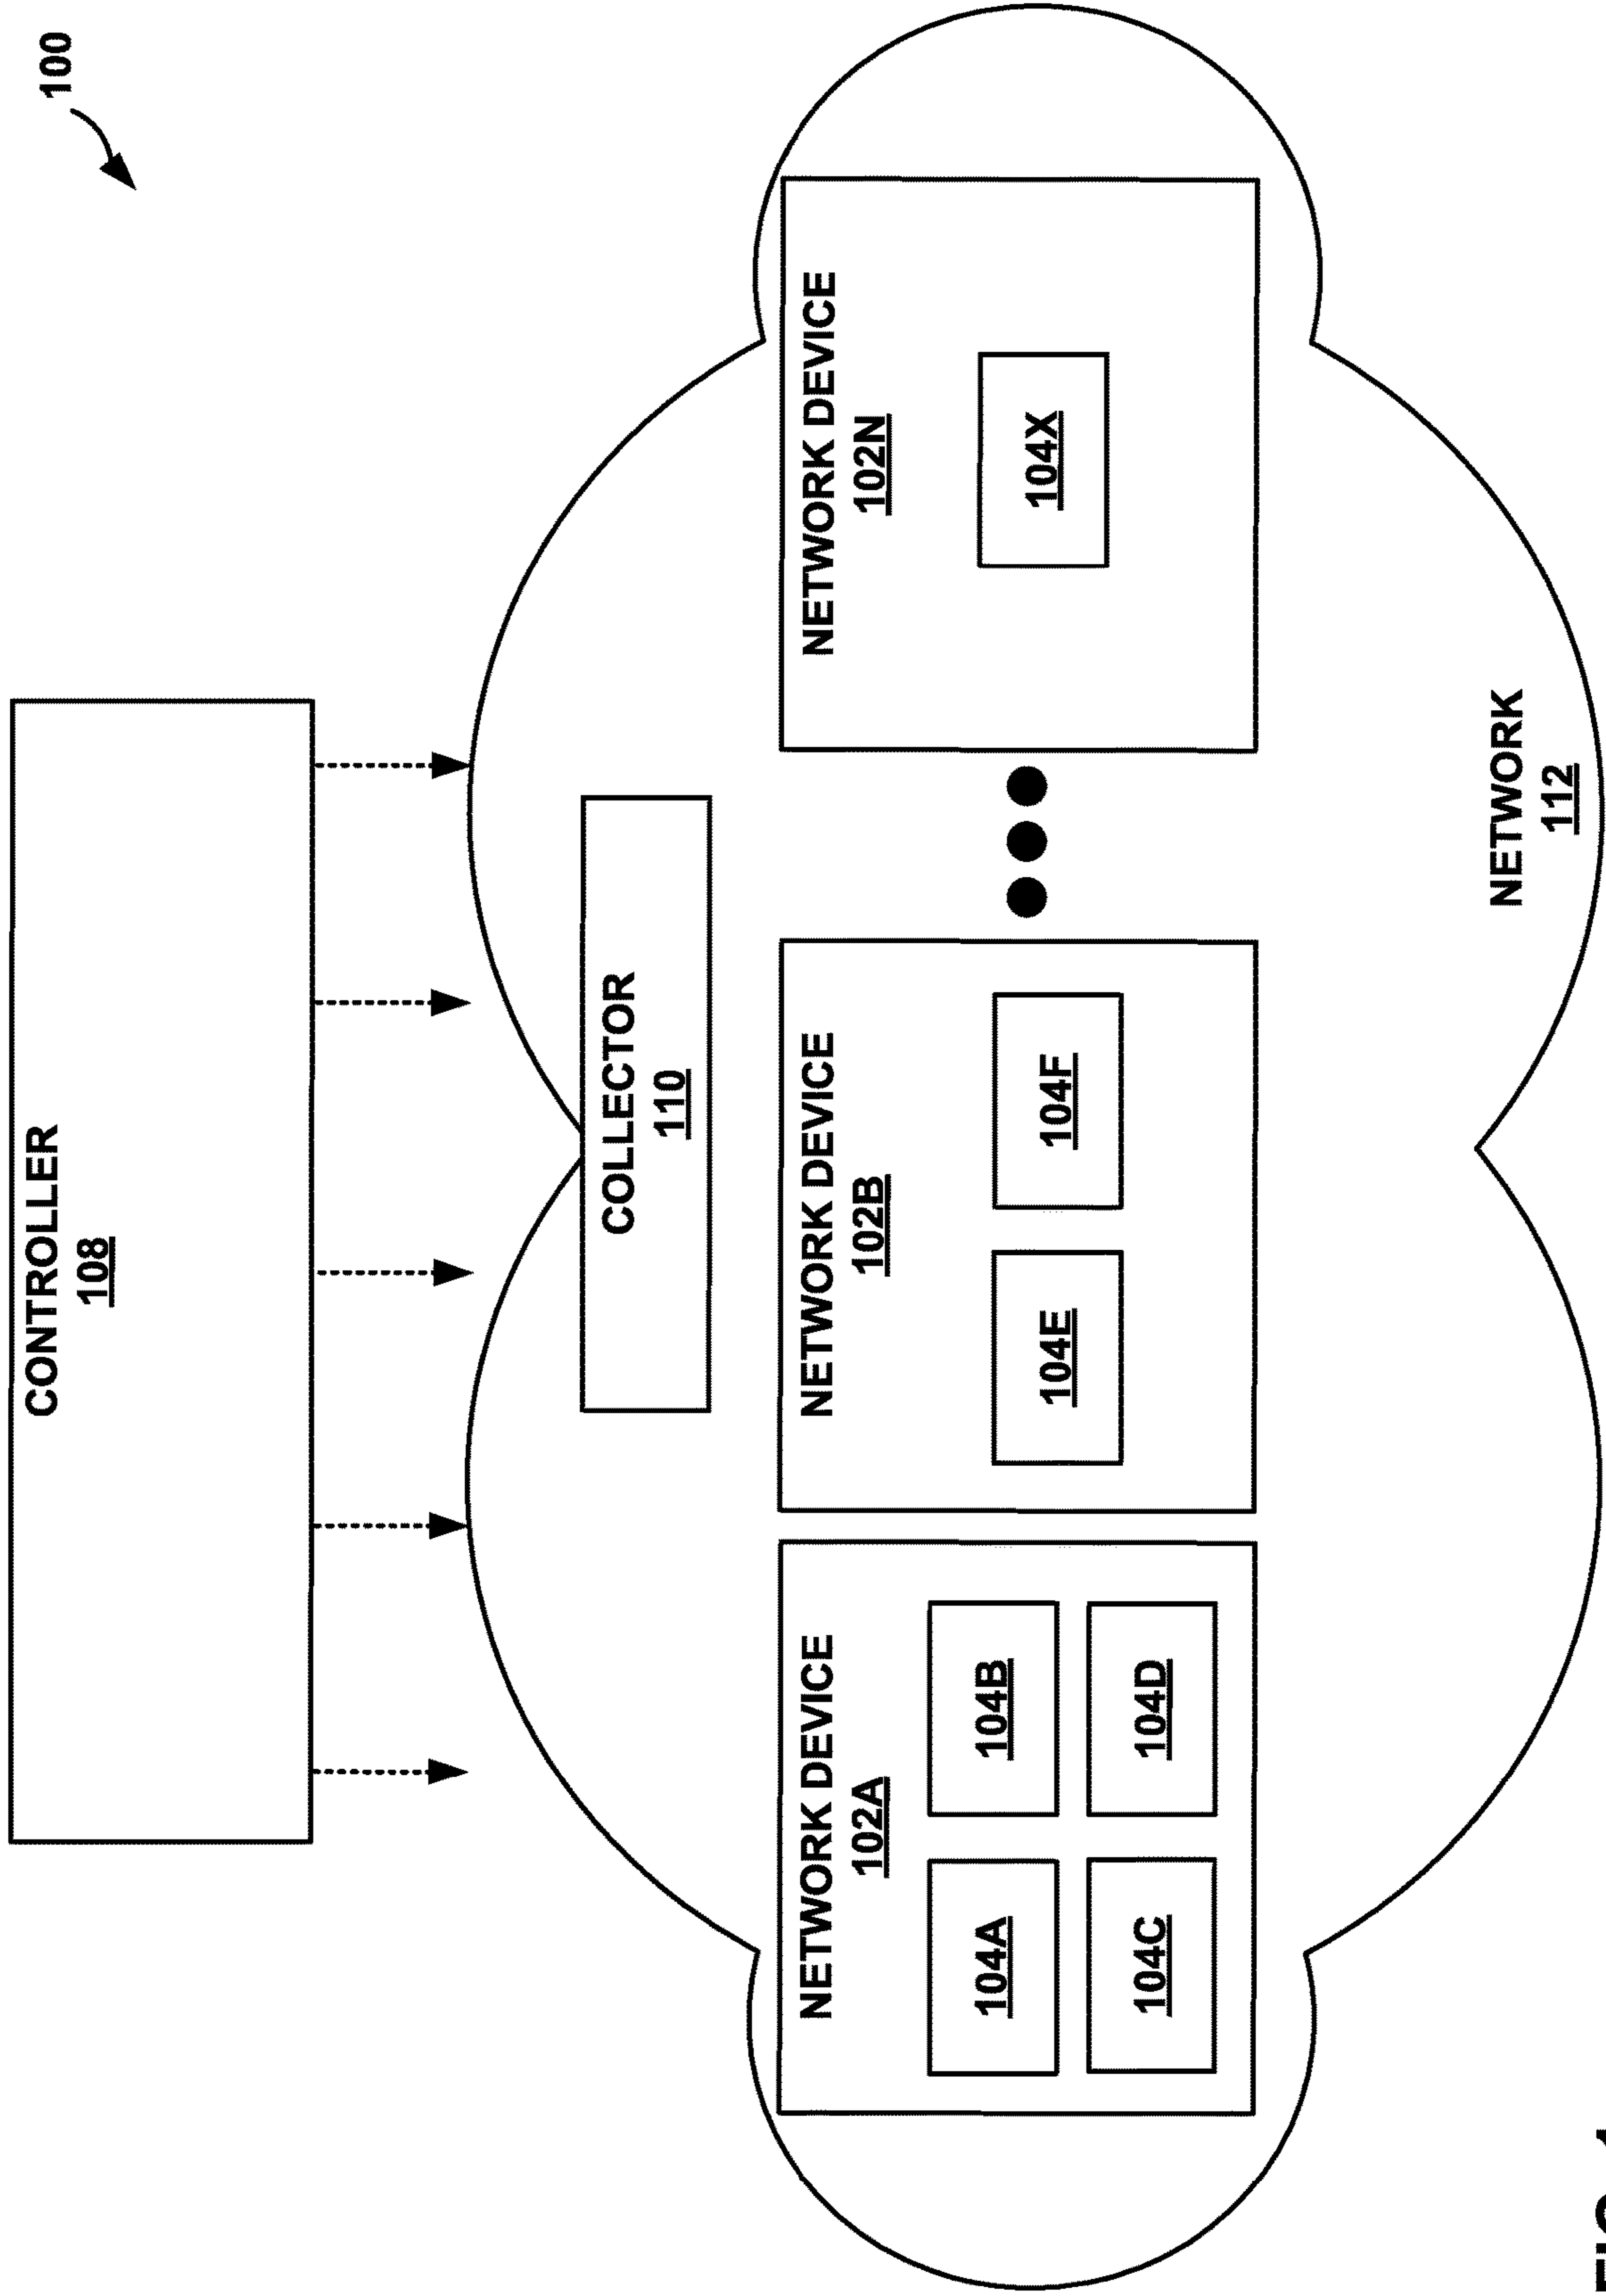 100
CONTROLLER
108
COLLECTOR
110
NETWORK DEVICE
102A
104A
104B
104C
104D
NETWORK DEVICE
102B
104E
104F
NETWORK DEVICE
102N
104X
NETWORK
112